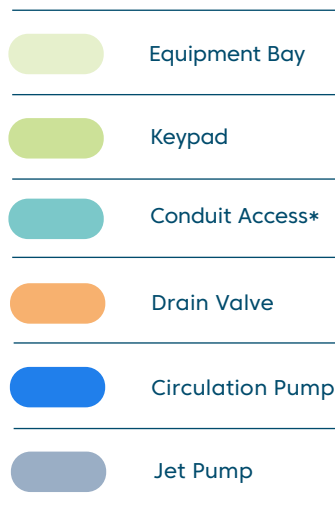 Equipment Bay
Keypad
Conduit Access*
Drain Valve
Circulation Pump
Jet Pump